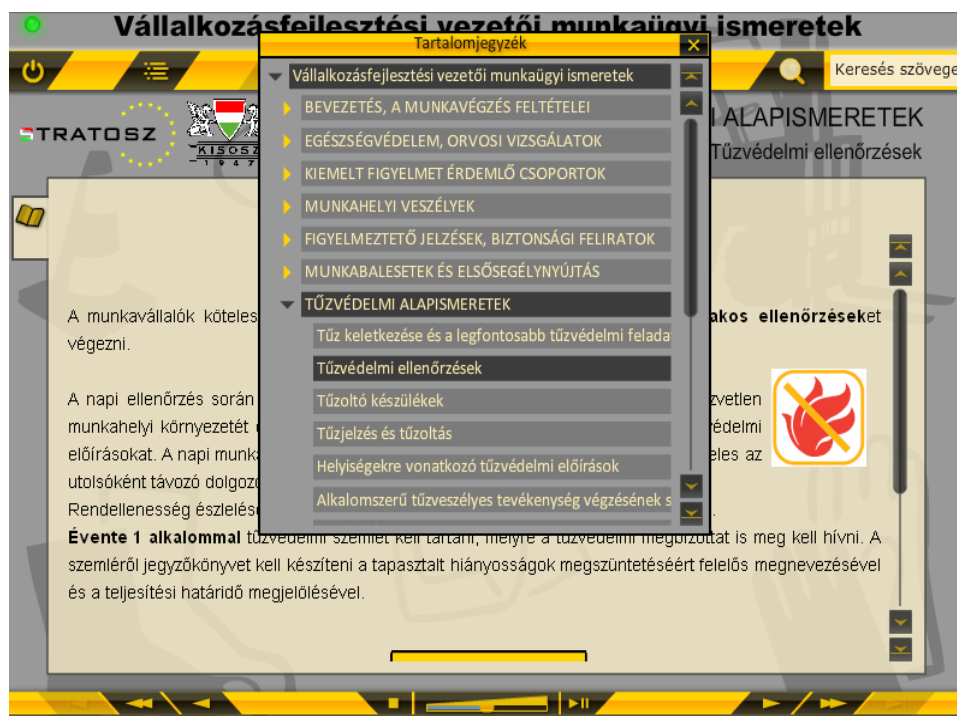 Vállalkozásfejlesztési vezetői munkaügyi ismeretek
Tartalomjegyzék
Keresés szövege
Vállalkozásfejlesztési vezetői munkaügyi ismeretek
BEVEZETÉS, A MUNKAVÉGZÉS FELTÉTELEI
EGÉSZSÉGVÉDELEM, ORVOSI VIZSGÁLATOK
KIEMELT FIGYELMET ÉRDEMLŐ CSOPORTOK
MUNKAHELYI VESZÉLYEK
FIGYELMEZTETŐ JELZÉSEK, BIZTONSÁGI FELIRATOK
MUNKABALESETEK ÉS ELSŐSEGÉLYNYÚJTÁS
TŰZVÉDELMI ALAPISMERETEK
Tűz keletkezése és a legfontosabb tűzvédelmi felada
Tűzvédelmi ellenőrzések
Tűzoltó készülékek
Tűzjelzés és tűzoltás
Helyiségekre vonatkozó tűzvédelmi előírások
Alkalomszerű tűzveszélyes tevékenység végzésének s
STRATOSZ
KISOSZ
1947
I ALAPISMERETEK
Tűzvédelmi ellenőrzések
A munkavállalók köteles akos ellenőrzéseket
végezni.
A napi ellenőrzés során zvetlen
munkahelyi környezetét édelmi
előírásokat. A napi munka eles az
utolsóként távozó dolgozó
Rendellenesség észlelése
Évente 1 alkalommal tűzvédelmi szemlét kell tartani, melyre a tűzvédelmi megbízottat is meg kell hívni. A
szemléről jegyzőkönyvet kell készíteni a tapasztalt hiányosságok megszüntetéséért felelős megnevezésével
és a teljesítési határidő megjelölésével.